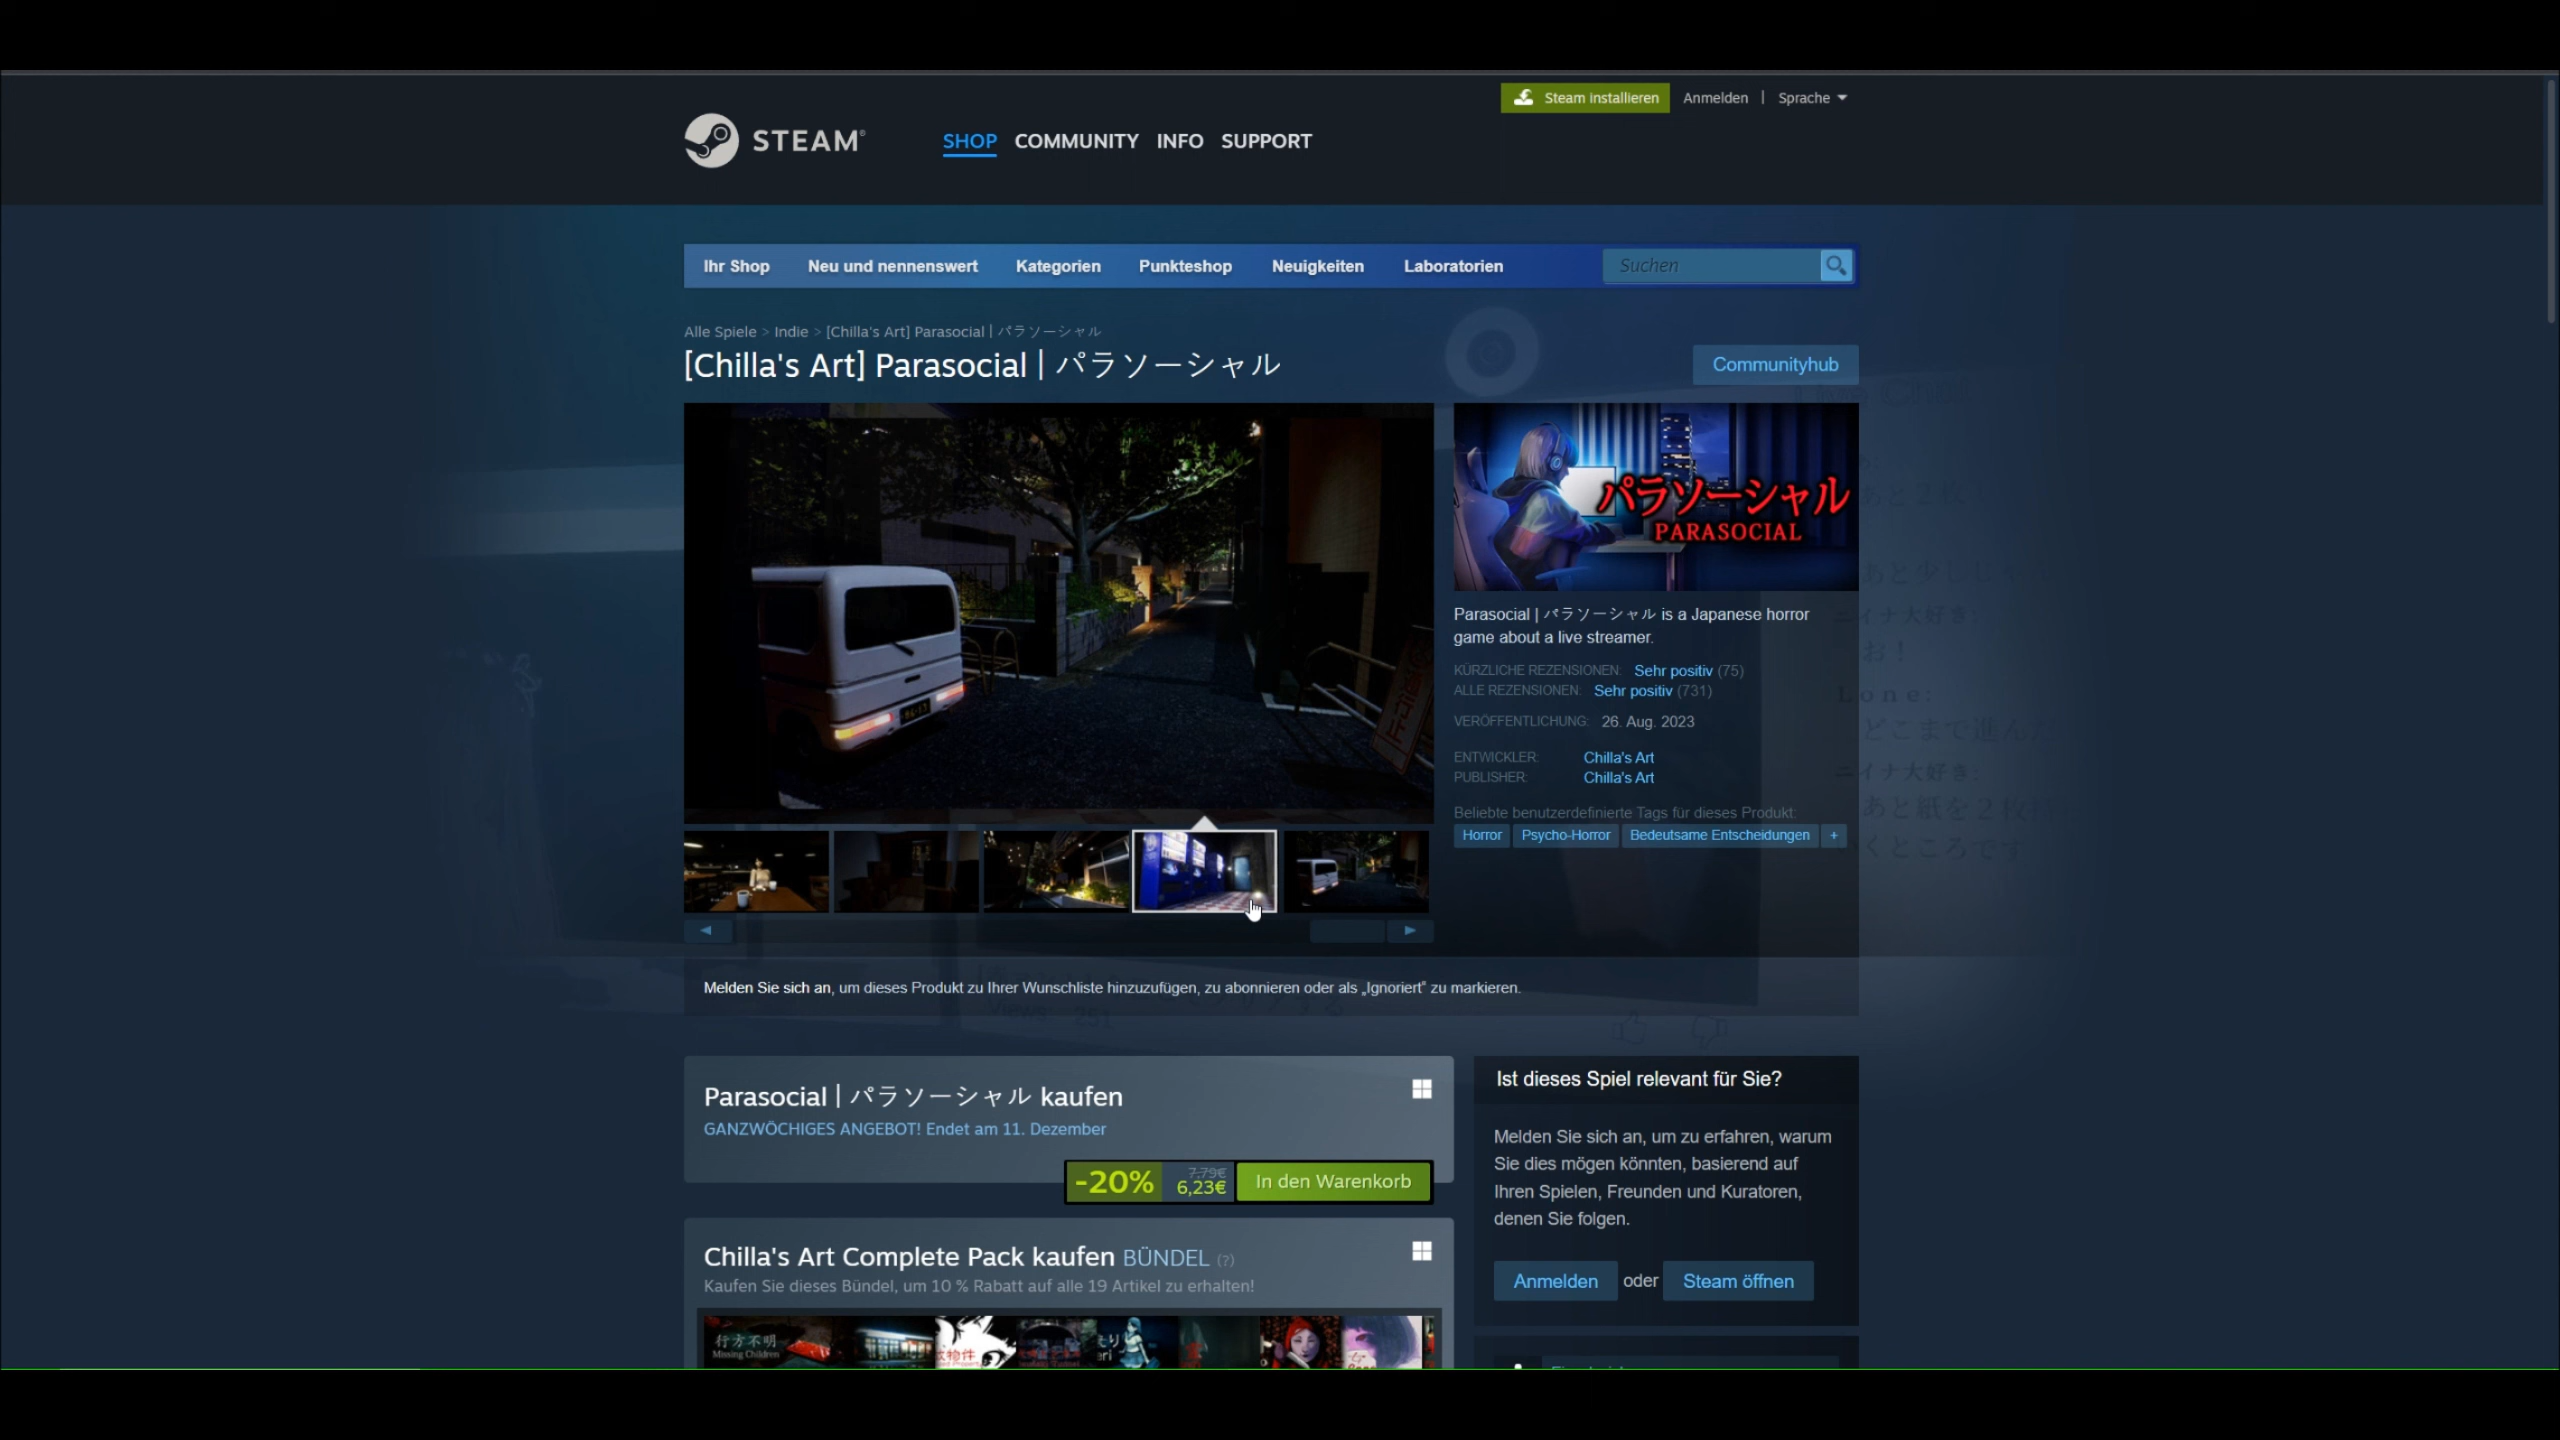 Steam installieren Anmelden | Sprache
STEAM®
SHOP COMMUNITY INFO SUPPORT
Ihr Shop Neu und nennenswert Kategorien Punkteshop Neuigkeiten Laboratorien Suchen
Alle Spiele > Indie > [Chilla's Art] Parasocial | パラソーシャル
[Chilla's Art] Parasocial | パラソーシャル
Communityhub
パラソーシャル
PARASOCIAL
Parasocial | パラソーシャル is a Japanese horror
game about a live streamer.
KÜRZLICHE REZENSIONEN: Sehr positiv (75)
ALLE REZENSIONEN: Sehr positiv (731)
VERÖFFENTLICHUNG: 26. Aug. 2023
ENTWICKLER: Chilla's Art
PUBLISHER: Chilla's Art
Beliebte benutzerdefinierte Tags für dieses Produkt:
Horror Psycho-Horror Bedeutsame Entscheidungen +
Melden Sie sich an, um dieses Produkt zu Ihrer Wunschliste hinzuzufügen, zu abonnieren oder als „Ignoriert“ zu markieren.
Parasocial | パラソーシャル kaufen
GANZWÖCHIGES ANGEBOT! Endet am 11. Dezember
-20% 7,79€ 6,23€ In den Warenkorb
Chilla's Art Complete Pack kaufen BÜNDEL (?)
Kaufen Sie dieses Bündel, um 10 % Rabatt auf alle 19 Artikel zu erhalten!
行方不明
Missing Children
Ist dieses Spiel relevant für Sie?
Melden Sie sich an, um zu erfahren, warum
Sie dies mögen könnten, basierend auf
Ihren Spielen, Freunden und Kuratoren,
denen Sie folgen.
Anmelden oder Steam öffnen